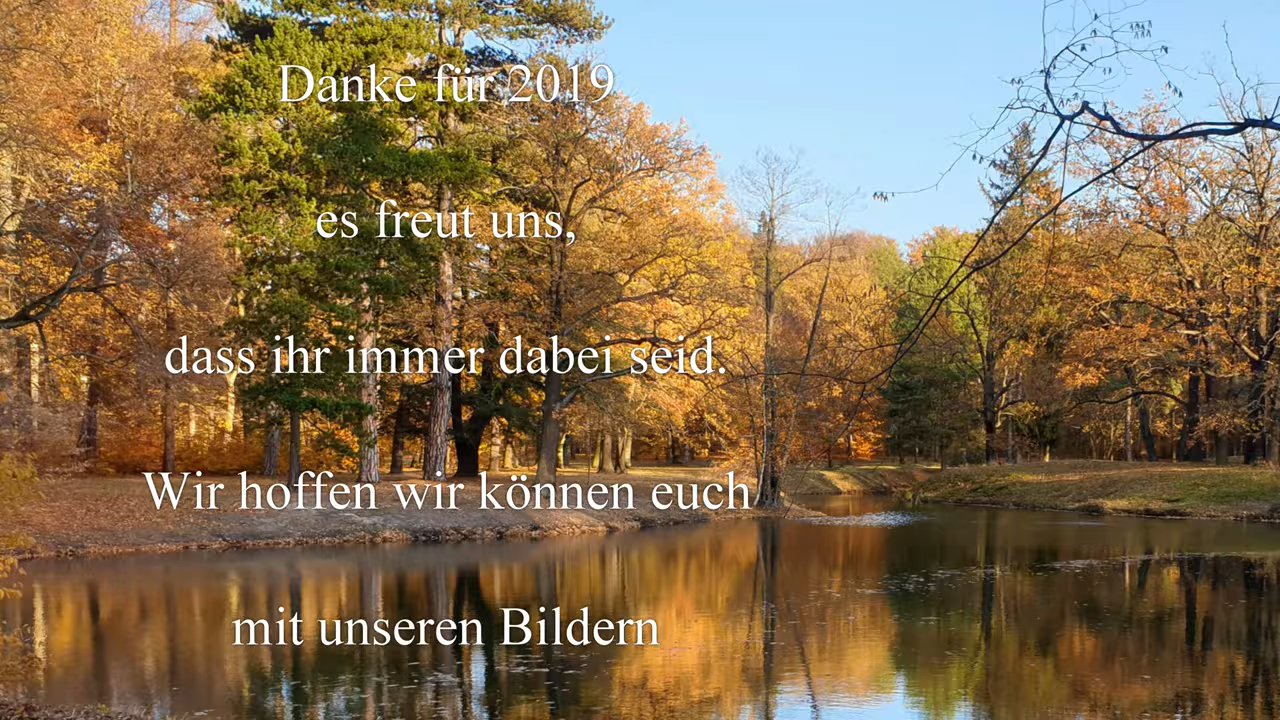 Danke für 2019
es freut uns,
dass ihr immer dabei seid.
Wir hoffen wir können euch
mit unseren Bildern